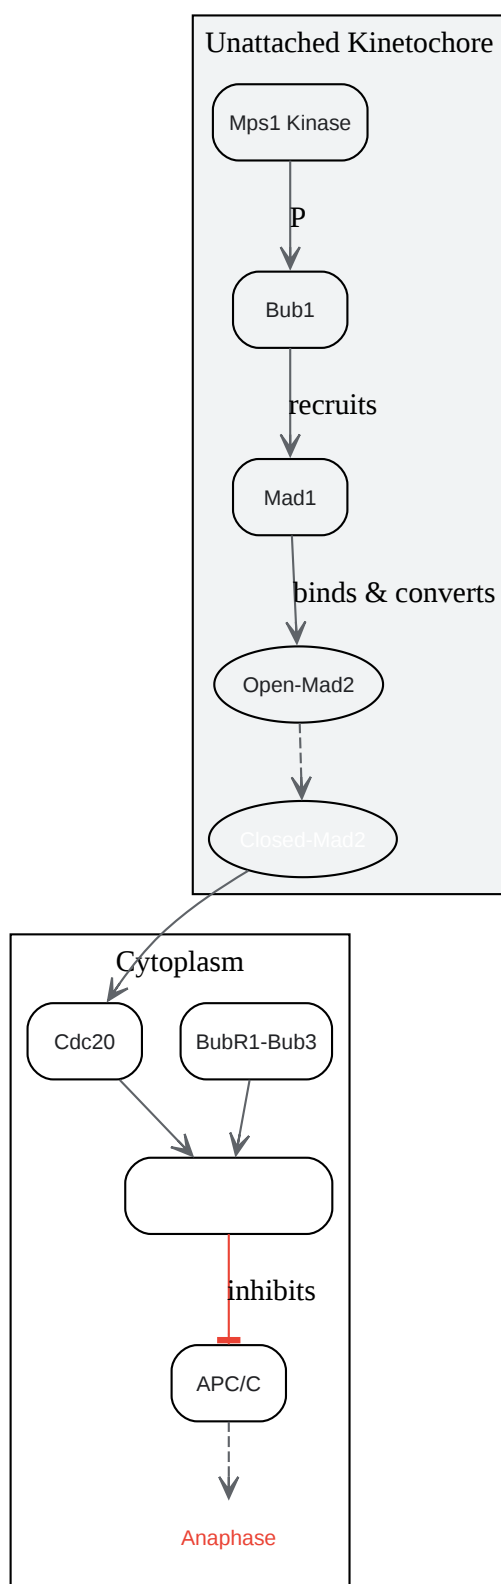 Unattached Kinetochore
Mps1 Kinase
P
Bub1
recruits
Mad1
binds & converts
Open-Mad2
Closed-Mad2
Cytoplasm
Cdc20
BubR1-Bub3
inhibits
APC/C
Anaphase